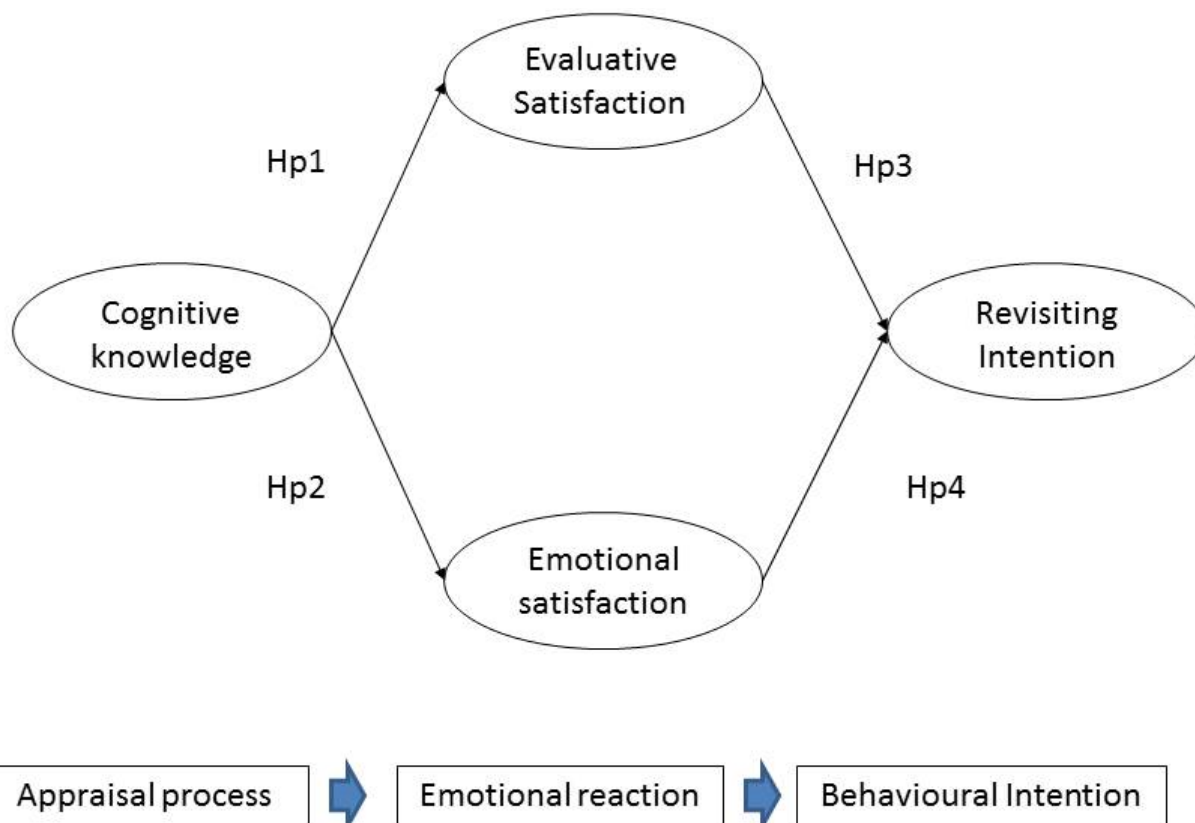 Evaluative
Satisfaction
Hp1
Hp3
Cognitive
knowledge
Revisiting
Intention
Hp2
Hp4
Emotional
satisfaction
Appraisal process
Emotional reaction
Behavioural Intention